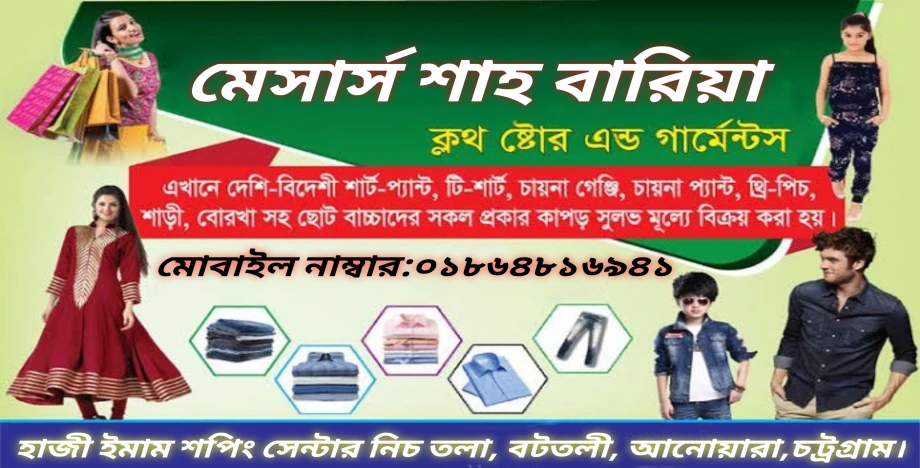 মেসার্স শাহ বারিয়া
ক্লথ ষ্টোর এন্ড গার্মেন্টস
এখানে দেশি-বিদেশী শার্ট-প্যান্ট, টি-শার্ট, চায়না গেঞ্জি, চায়না প্যান্ট, থ্রি-পিচ,
শাড়ী, বোরখা সহ ছোট বাচ্চাদের সকল প্রকার কাপড় সুলভ মূল্যে বিক্রয় করা হয়।
মোবাইল নাম্বার:০১৮৬৪৮১৬৯৪১
হাজী ইমাম শপিং সেন্টার নিচ তলা, বটতলী, আনোয়ারা,চট্রগ্রাম।